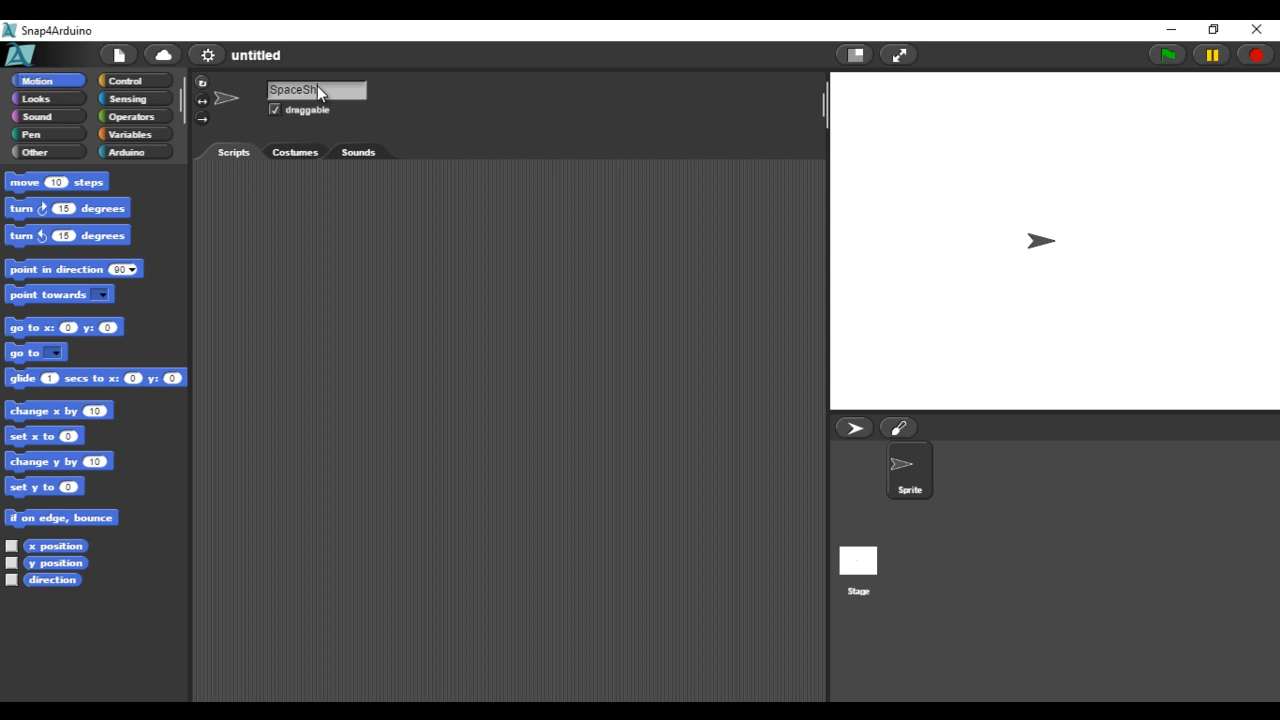 Snap4Arduino
untitled
Motion Control
Looks Sensing
Sound Operators
Pen Variables
Other Arduino
SpaceSh
draggable
Scripts Costumes Sounds
move 10 steps
turn 15 degrees
turn 15 degrees
point in direction 90
point towards
go to x: 0 y: 0
go to
glide 1 secs to x: 0 y: 0
change x by 10
set x to 0
change y by 10
set y to 0
if on edge, bounce
x position
y position
direction
Sprite
Stage